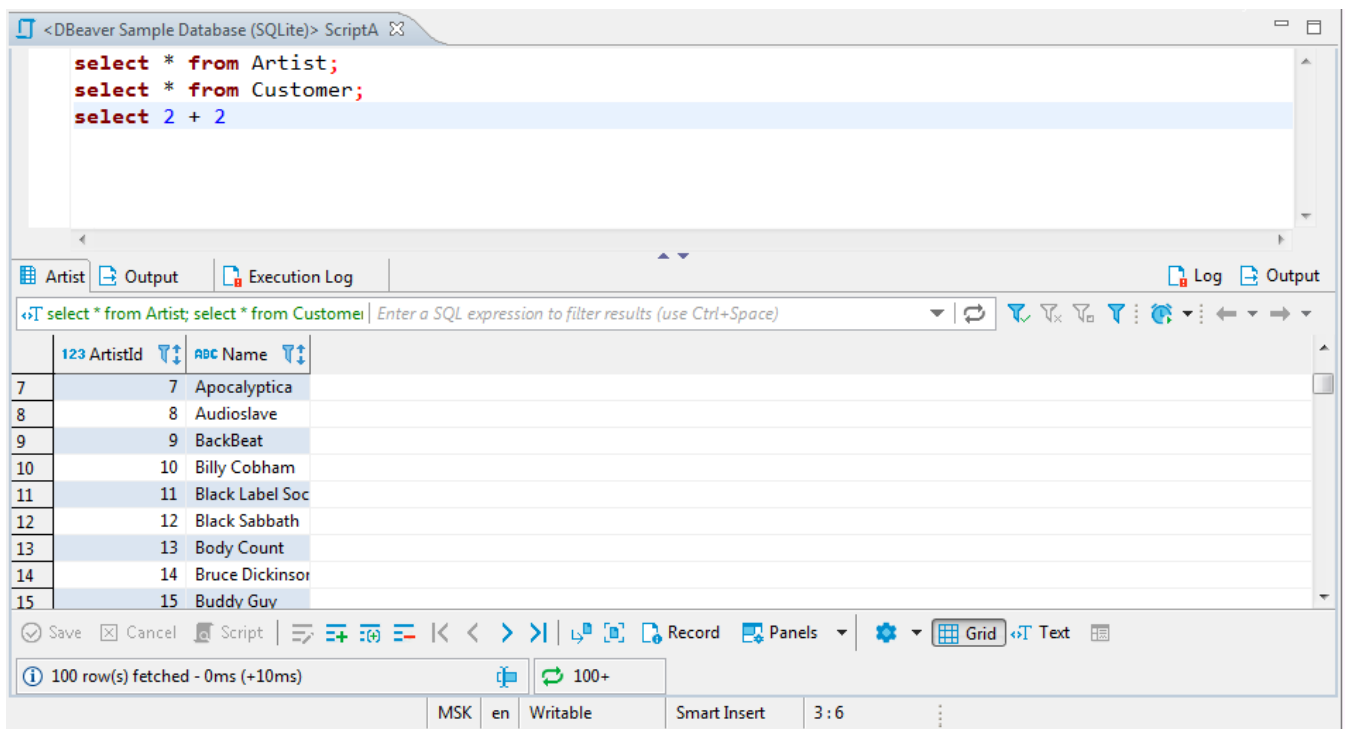 <DBeaver Sample Database (SQLite)> ScriptA
select * from Artist;
select * from Customer;
select 2 + 2
Artist Output Execution Log Log Output
select * from Artist; select * from Customer Enter a SQL expression to filter results (use Ctrl+Space)
123 ArtistId ABC Name
7 7 Apocalyptica
8 8 Audioslave
9 9 BackBeat
10 10 Billy Cobham
11 11 Black Label Soc
12 12 Black Sabbath
13 13 Body Count
14 14 Bruce Dickinson
15 15 Buddy Guy
Save Cancel Script Record Panels Grid T Text
100 row(s) fetched - 0ms (+10ms) 100+
MSK en Writable Smart Insert 3 : 6